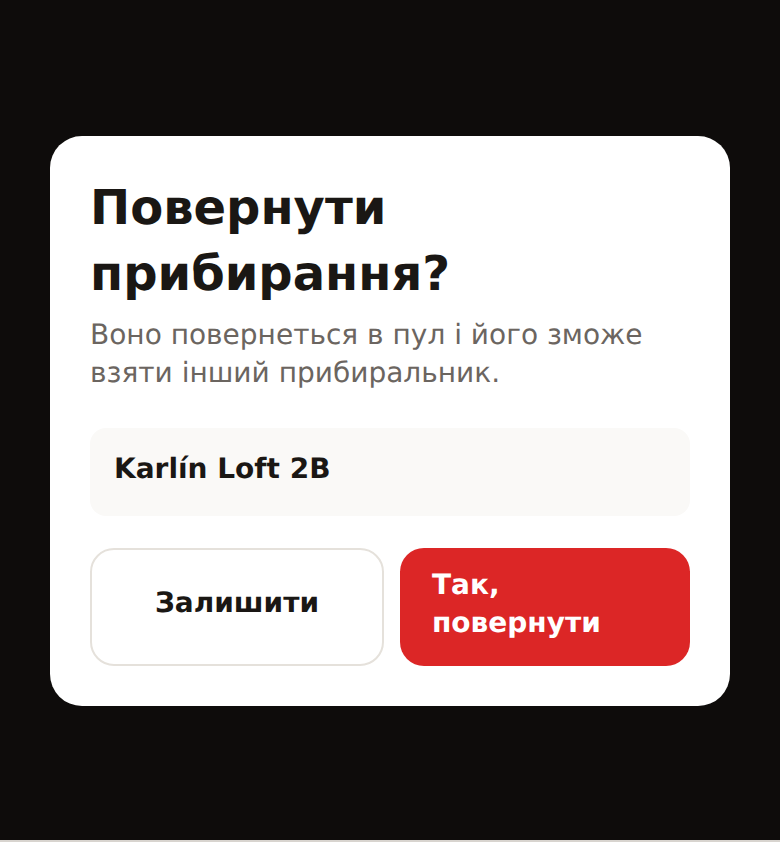 Повернути
прибирання?
Воно повернеться в пул і його зможе
взяти інший прибиральник.
Karlín Loft 2B
Залишити
Так,
повернути